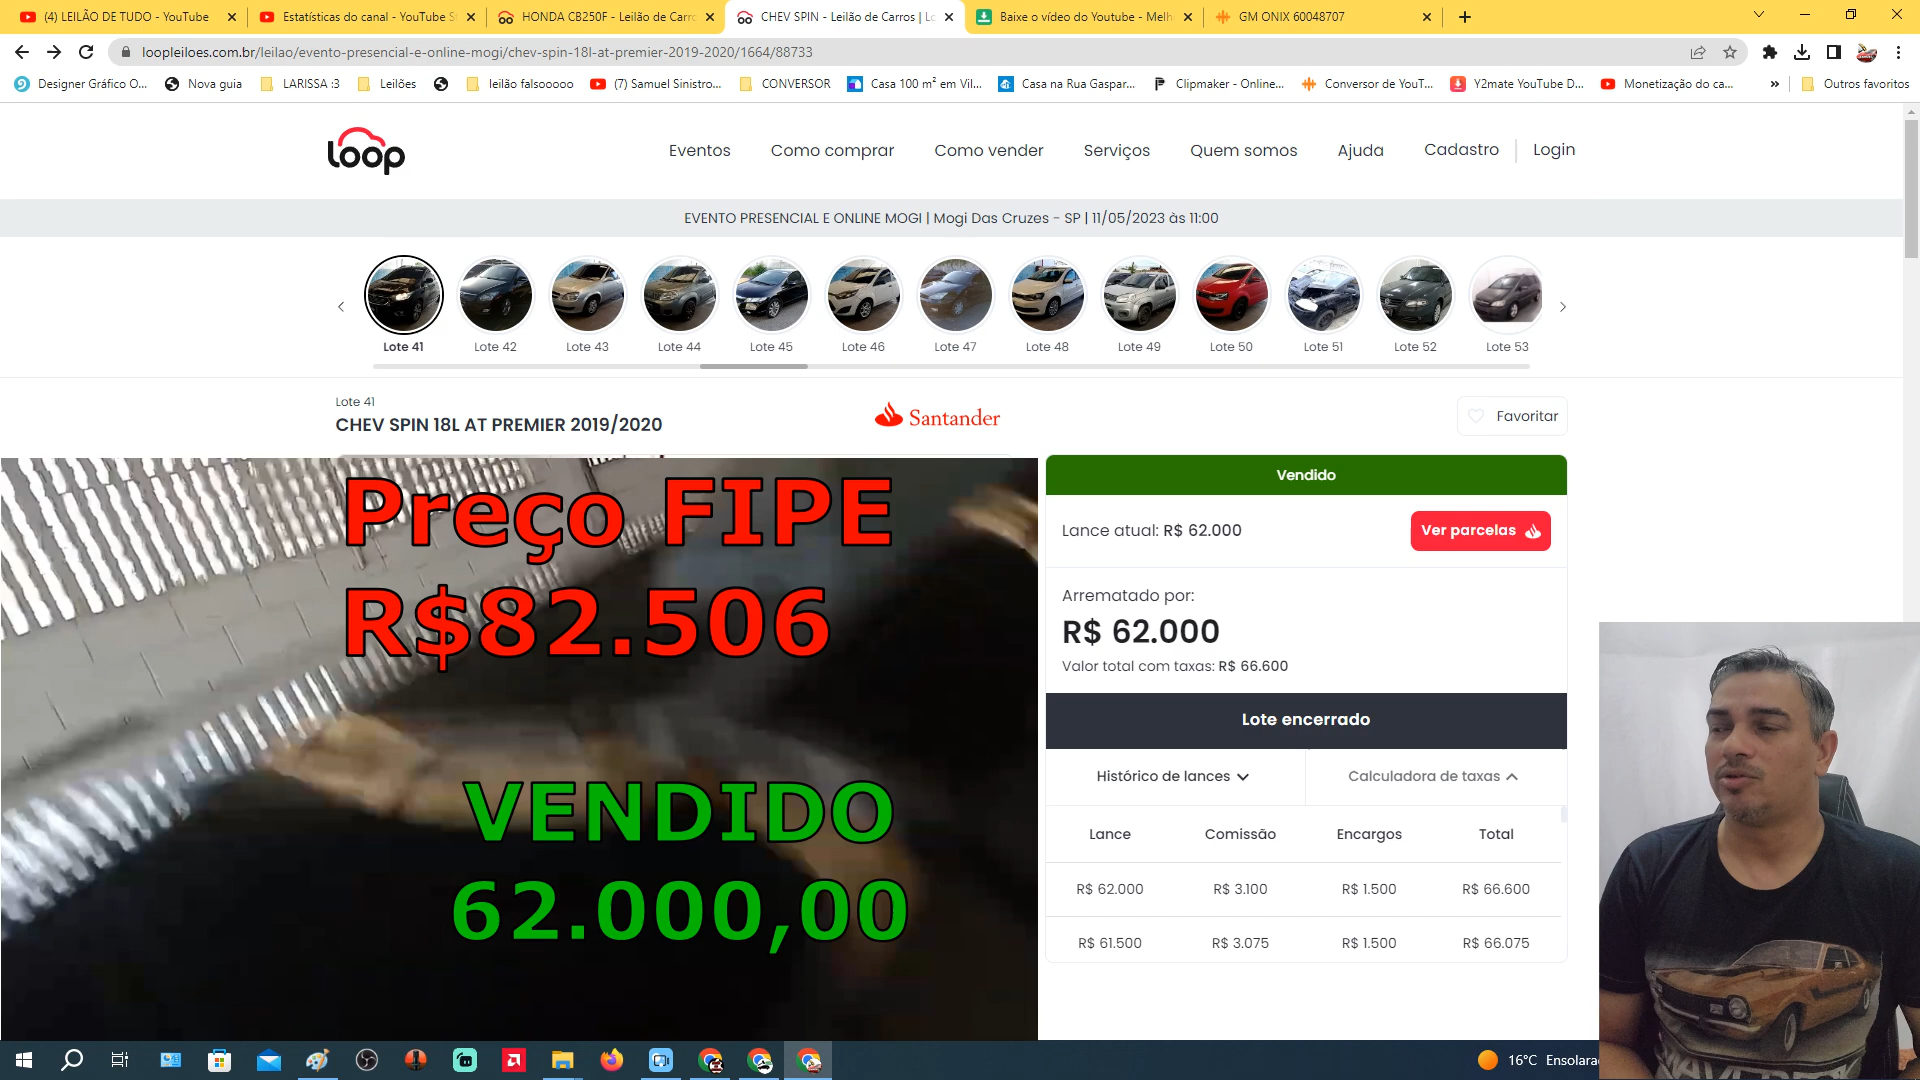 (4) LEILÃO DE TUDO - YouTube
Estatísticas do canal - YouTube S
HONDA CB250F - Leilão de Carro
CHEV SPIN - Leilão de Carros | Lo
Baixe o vídeo do Youtube - Melh
GM ONIX 60048707
loopleiloes.com.br/leilao/evento-presencial-e-online-mogi/chev-spin-18l-at-premier-2019-2020/1664/88733
Designer Gráfico O...
Nova guia
LARISSA :3
Leilões
leilão falsooooo
(7) Samuel Sinistro...
CONVERSOR
Casa 100 m² em Vil...
Casa na Rua Gaspar...
Clipmaker - Online...
Conversor de YouT...
Y2mate YouTube D...
Monetização do ca...
»
Outros favoritos
loop
Eventos
Como comprar
Como vender
Serviços
Quem somos
Ajuda
Cadastro
Login
EVENTO PRESENCIAL E ONLINE MOGI | Mogi Das Cruzes - SP | 11/05/2023 às 11:00
Lote 41
Lote 42
Lote 43
Lote 44
Lote 45
Lote 46
Lote 47
Lote 48
Lote 49
Lote 50
Lote 51
Lote 52
Lote 53
Lote 41
CHEV SPIN 18L AT PREMIER 2019/2020
Santander
Favoritar
Preço FIPE
R$82.506
VENDIDO
62.000,00
Vendido
Lance atual: R$ 62.000
Ver parcelas
Arrematado por:
R$ 62.000
Valor total com taxas: R$ 66.600
Lote encerrado
Histórico de lances
Calculadora de taxas
Lance Comissão Encargos Total
R$ 62.000 R$ 3.100 R$ 1.500 R$ 66.600
R$ 61.500 R$ 3.075 R$ 1.500 R$ 66.075
16°C Ensolara